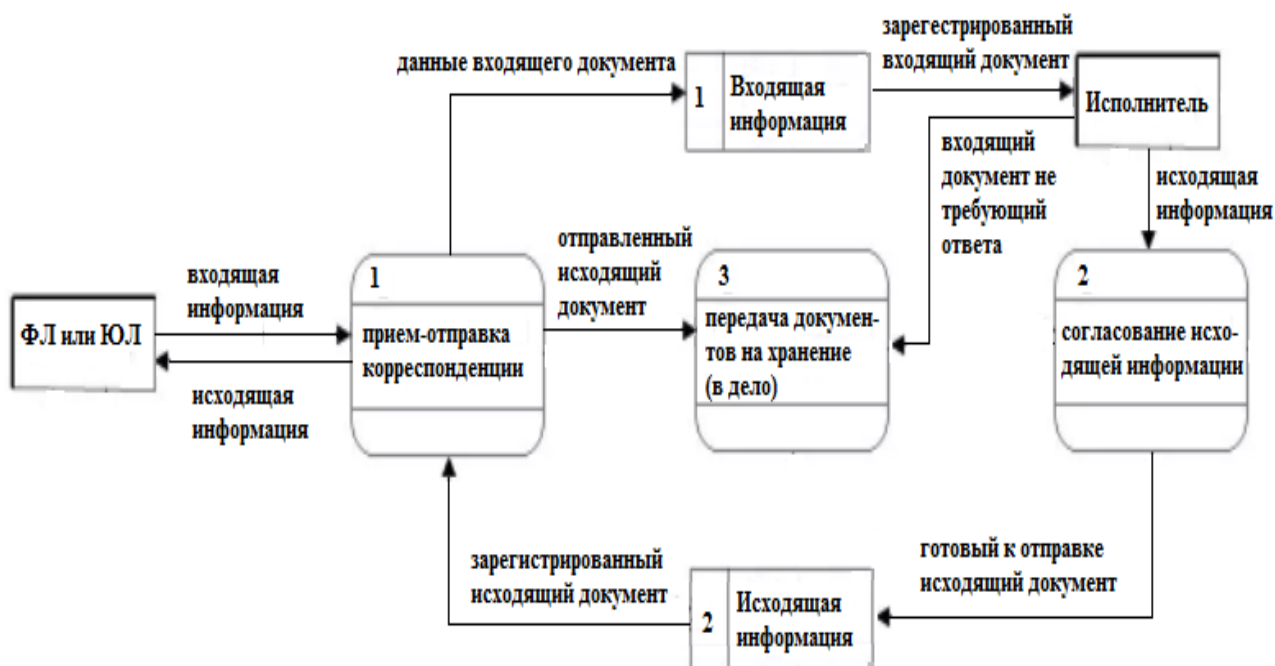 зарегестрированный
входящий документ
данные входящего документа
1
Входящая
информация
Исполнитель
входящий
документ не
требующий
ответа
исходящая
информация
отправленный
исходящий
документ
входящая
информация
ФЛ или ЮЛ
исходящая
информация
1
прием-отправка
корреспонденции
3
передача докумен-
тов на хранение
(в дело)
2
согласование исхо-
дящей информации
зарегистрированный
исходящий документ
2
Исходящая
информация
готовый к отправке
исходящий документ